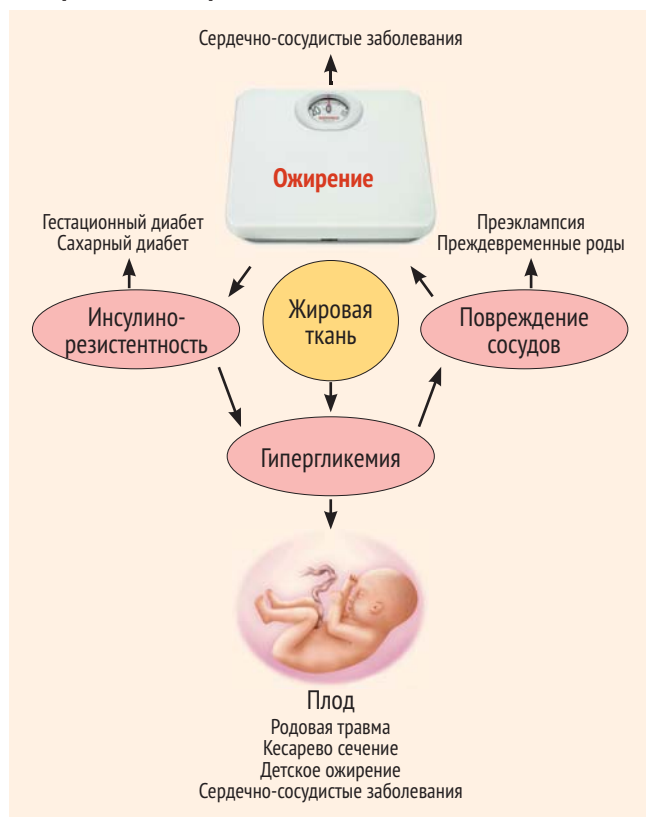 Сердечно-сосудистые заболевания
Ожирение
Гестационный диабет
Сахарный диабет
Преэклампсия
Преждевременные роды
Инсулино-
резистентность
Жировая
ткань
Повреждение
сосудов
Гипергликемия
Плод
Родовая травма
Кесарево сечение
Детское ожирение
Сердечно-сосудистые заболевания